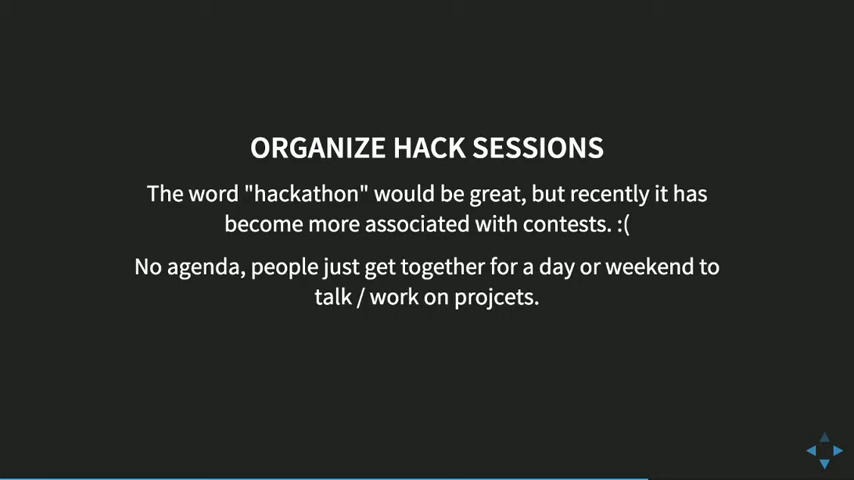 ORGANIZE HACK SESSIONS
The word "hackathon" would be great, but recently it has
become more associated with contests. :(
No agenda, people just get together for a day or weekend to
talk / work on projcets.